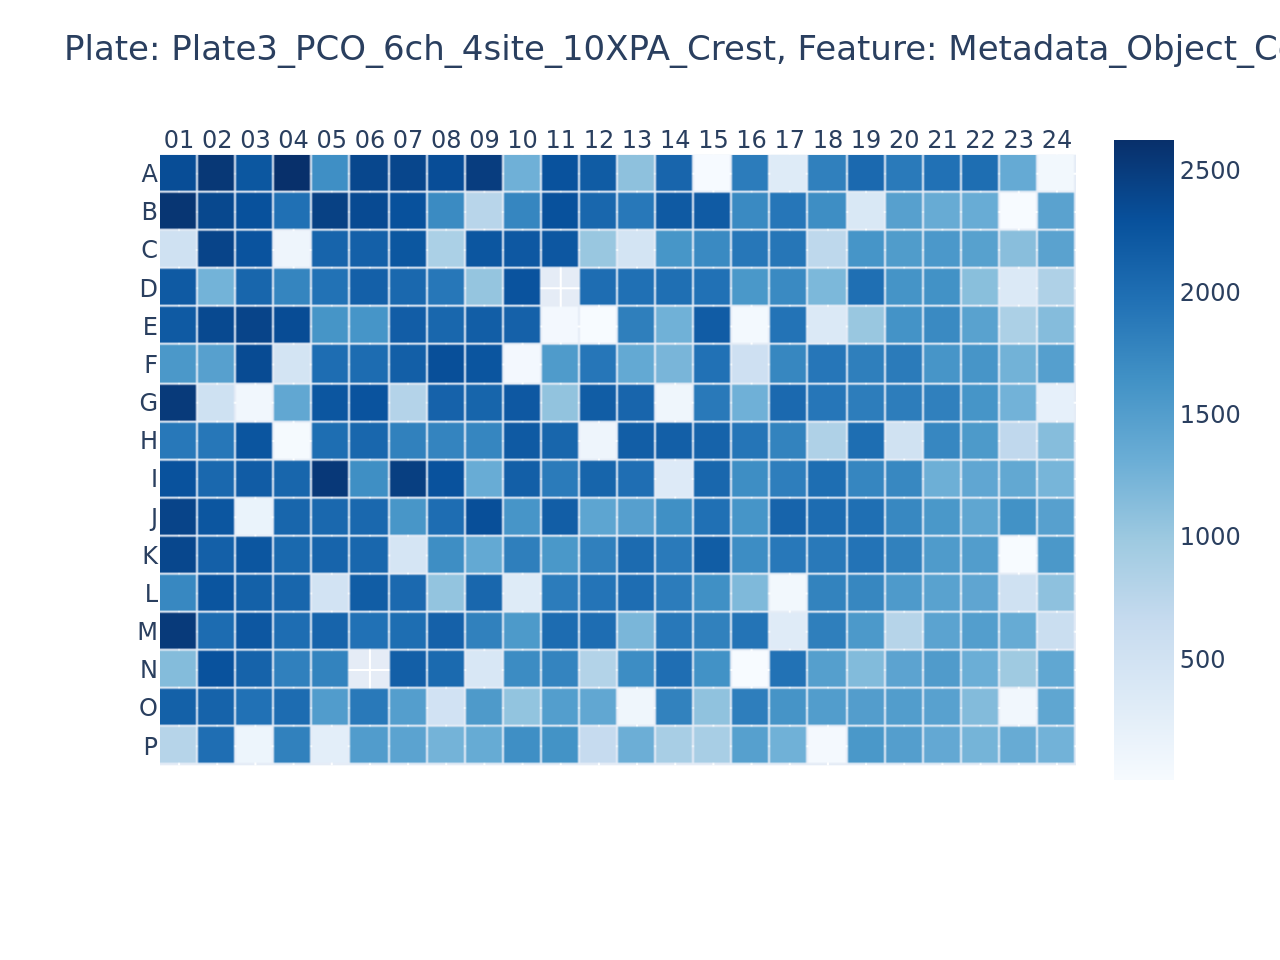 Plate: Plate3_PCO_6ch_4site_10XPA_Crest, Feature: Metadata_Object_C
01 02 03 04 05 06 07 08 09 10 11 12 13 14 15 16 17 18 19 20 21 22 23 24
A
B
C
D
E
F
G
H
I
J
K
L
M
N
O
P
2500
2000
1500
1000
500